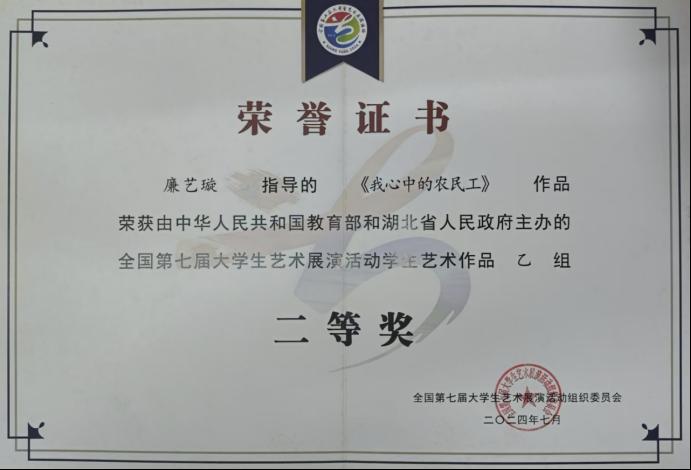 荣誉证书
廉艺璇 指导的 《我心中的农民工》 作品
荣获由中华人民共和国教育部和湖北省人民政府主办的
全国第七届大学生艺术展演活动学生艺术作品 乙 组
二等奖
全国第七届大学生艺术展演活动组织委员会
二〇二四年七月